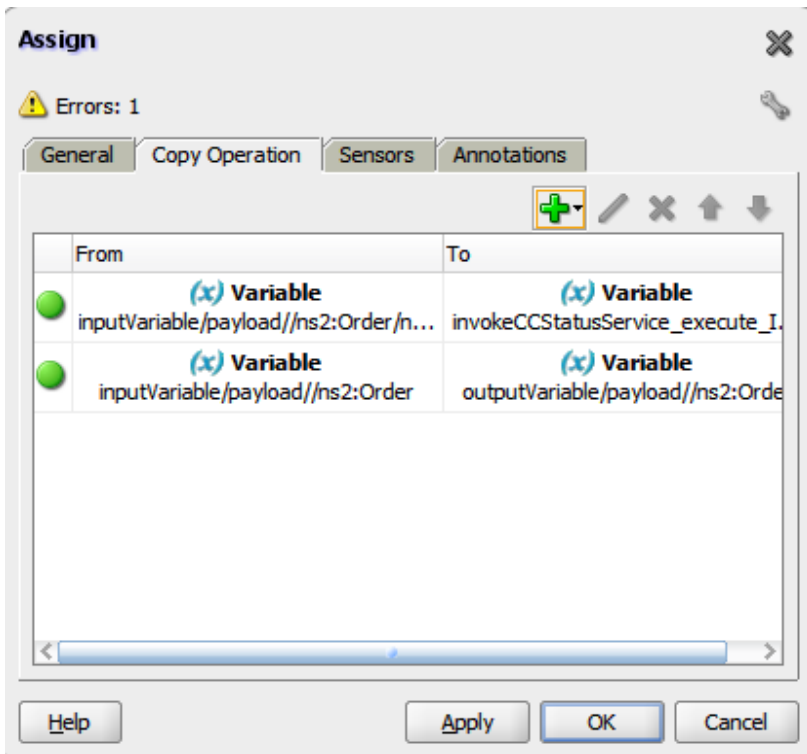 Assign
Errors: 1
General Copy Operation Sensors Annotations
From To
(x) Variable (x) Variable
inputVariable/payload//ns2:Order/n... invokeCCStatusService_execute_I.
(x) Variable (x) Variable
inputVariable/payload//ns2:Order outputVariable/payload//ns2:Orde
Help Apply OK Cancel